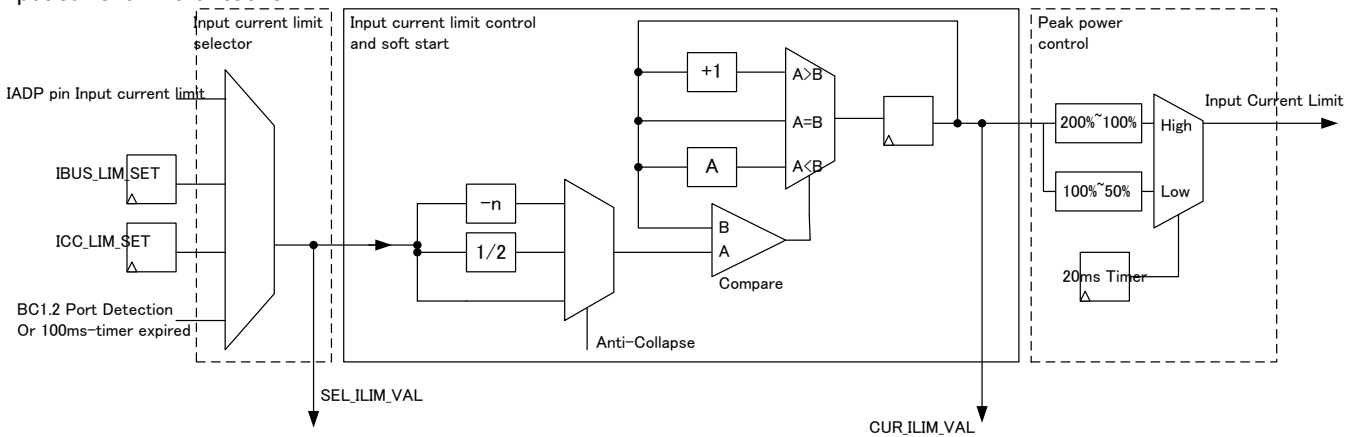 Input current limit
selector
Input current limit control
and soft start
Peak power
control
IADP pin Input current limit
IBUS_LIM_SET
ICC_LIM_SET
BC1.2 Port Detection
Or 100ms-timer expired
SEL_ILIM_VAL
-n
1/2
Anti-Collapse
+1
A
A>B
A=B
A<B
B
A
Compare
CUR_ILIM_VAL
200%~100%
100%~50%
High
Low
20ms Timer
Input Current Limit